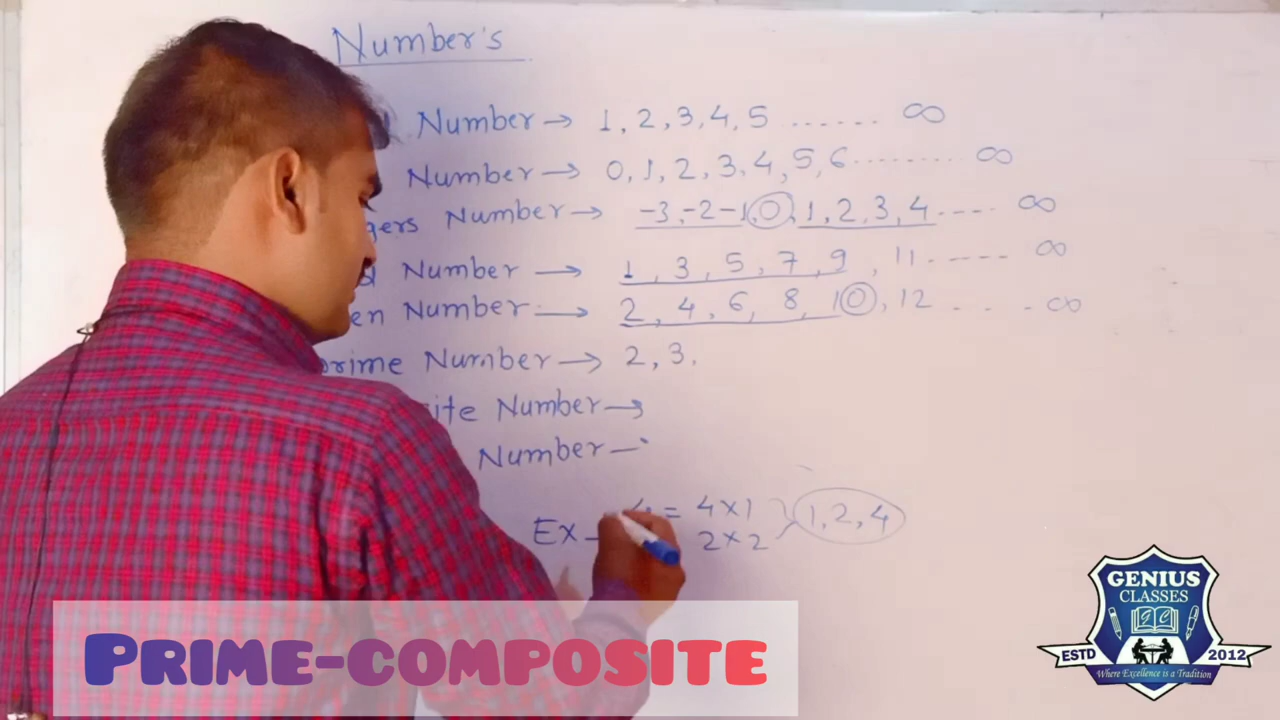 Number's
Number → 1, 2, 3, 4, 5 ....... ∞
Number → 0, 1, 2, 3, 4, 5, 6 ......... ∞
gers Number → -3, -2 -1, 0, 1, 2, 3, 4 ---- ∞
Number → 1, 3, 5, 7, 9, 11 ----- ∞
en Number → 2, 4, 6, 8, 10, 12 . . . . ∞
prime Number → 2, 3,
ite Number →
Number –
Ex – 4 = 4×1 } 1, 2, 4
2×2
PRIME-COMPOSITE
GENIUS
CLASSES
ESTD 2012
Where Excellence is a Tradition